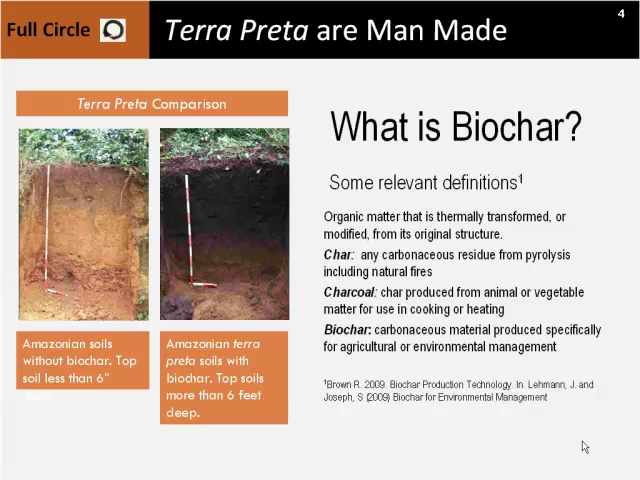 Full Circle
Terra Preta are Man Made
4
Terra Preta Comparison
Amazonian soils
without biochar. Top
soil less than 6"
Amazonian terra
preta soils with
biochar. Top soils
more than 6 feet
deep.
What is Biochar?
Some relevant definitions1
Organic matter that is thermally transformed, or
modified, from its original structure.
Char: any carbonaceous residue from pyrolysis
including natural fires
Charcoal: char produced from animal or vegetable
matter for use in cooking or heating
Biochar: carbonaceous material produced specifically
for agricultural or environmental management
1Brown R. 2009. Biochar Production Technology. In. Lehmann, J. and
Joseph, S (2009) Biochar for Environmental Management